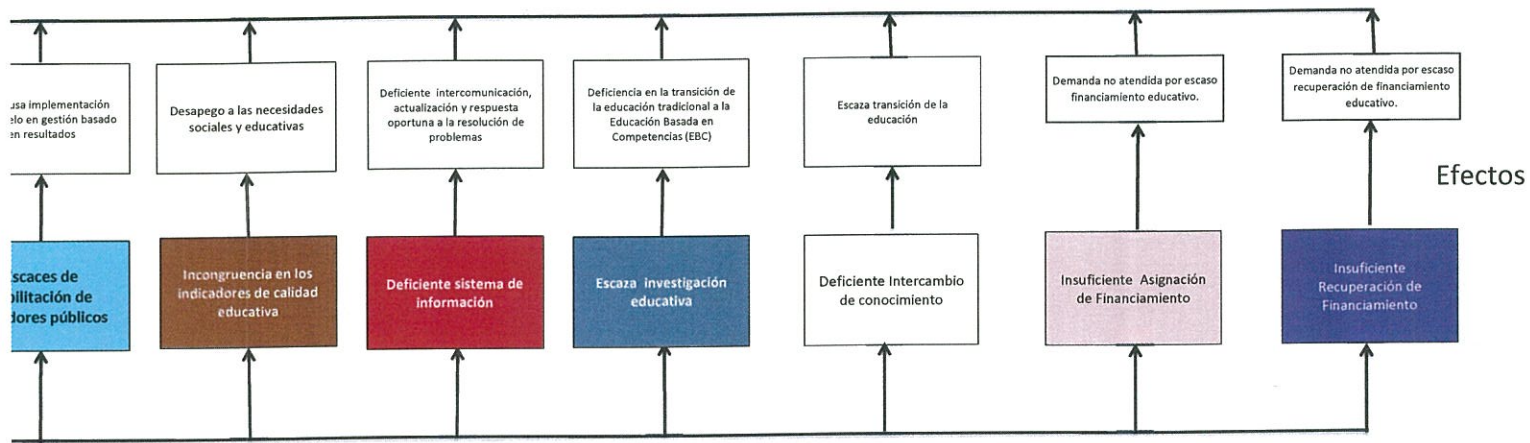 usa implementación
elo en gestión basado
en resultados
Desapego a las necesidades
sociales y educativas
Deficiente intercomunicación,
actualización y respuesta
oportuna a la resolución de
problemas
Deficiencia en la transición de
la educación tradicional a la
Educación Basada en
Competencias (EBC)
Escaza transición de la
educación
Demanda no atendida por escaso
financiamiento educativo.
Demanda no atendida por escaso
recuperación de financiamiento
educativo.
Efectos
scaces de
bilitación de
dores públicos
Incongruencia en los
indicadores de calidad
educativa
Deficiente sistema de
información
Escaza investigación
educativa
Deficiente Intercambio
de conocimiento
Insuficiente Asignación
de Financiamiento
Insuficiente
Recuperación de
Financiamiento